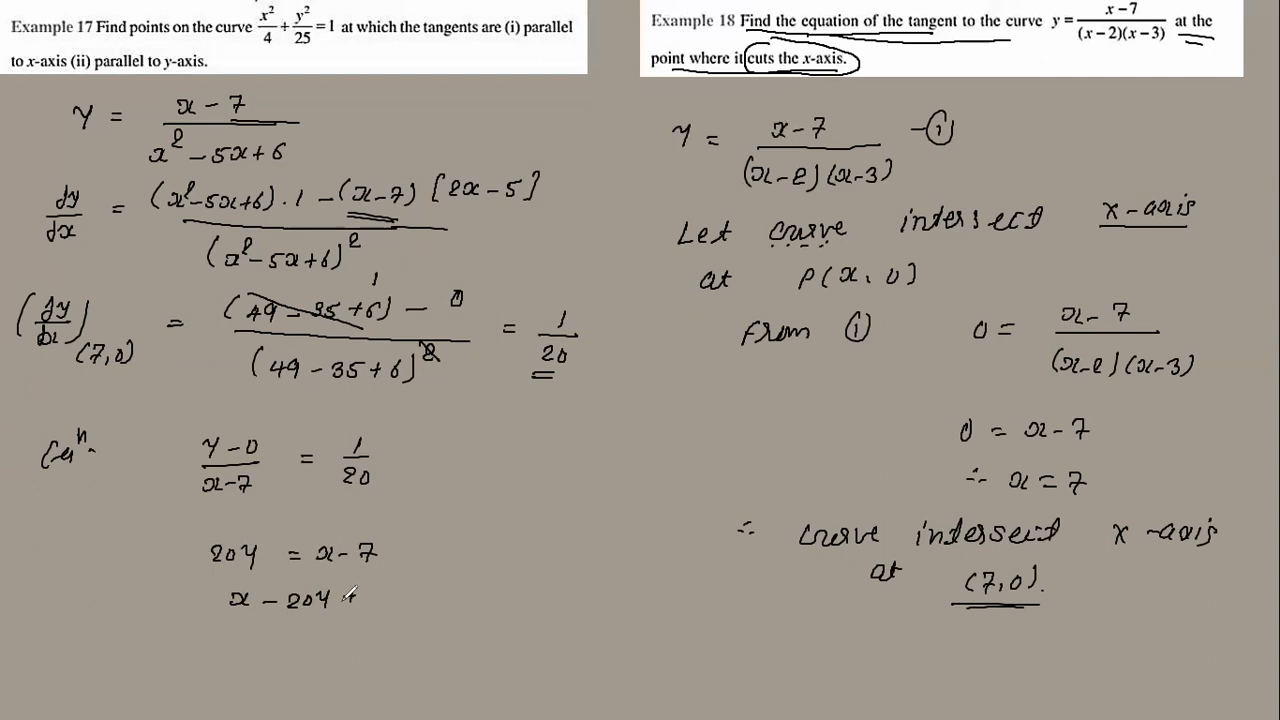 Example 17 Find points on the curve x²/4 + y²/25 = 1 at which the tangents are (i) parallel
to x-axis (ii) parallel to y-axis.
y = (x - 7)/(x² - 5x + 6)
dy/dx = ((x² - 5x + 6) · 1 - (x - 7) [2x - 5])/(x² - 5x + 6)²
(dy/dx)(7, 0) = ((49 - 35 + 6) - 0)/(49 - 35 + 6)² = 1/20
Eqⁿ.
(y - 0)/(x - 7) = 1/20
20y = x - 7
x - 20y +
Example 18 Find the equation of the tangent to the curve y = (x - 7)/((x - 2)(x - 3)) at the
point where it cuts the x-axis.
y = (x - 7)/((x - 2)(x - 3)) - ①
Let curve intersect x-axis
at P(x, 0)
From ① 0 = (x - 7)/((x - 2)(x - 3))
0 = x - 7
∴ x = 7
∴ curve intersect x-axis
at (7, 0).